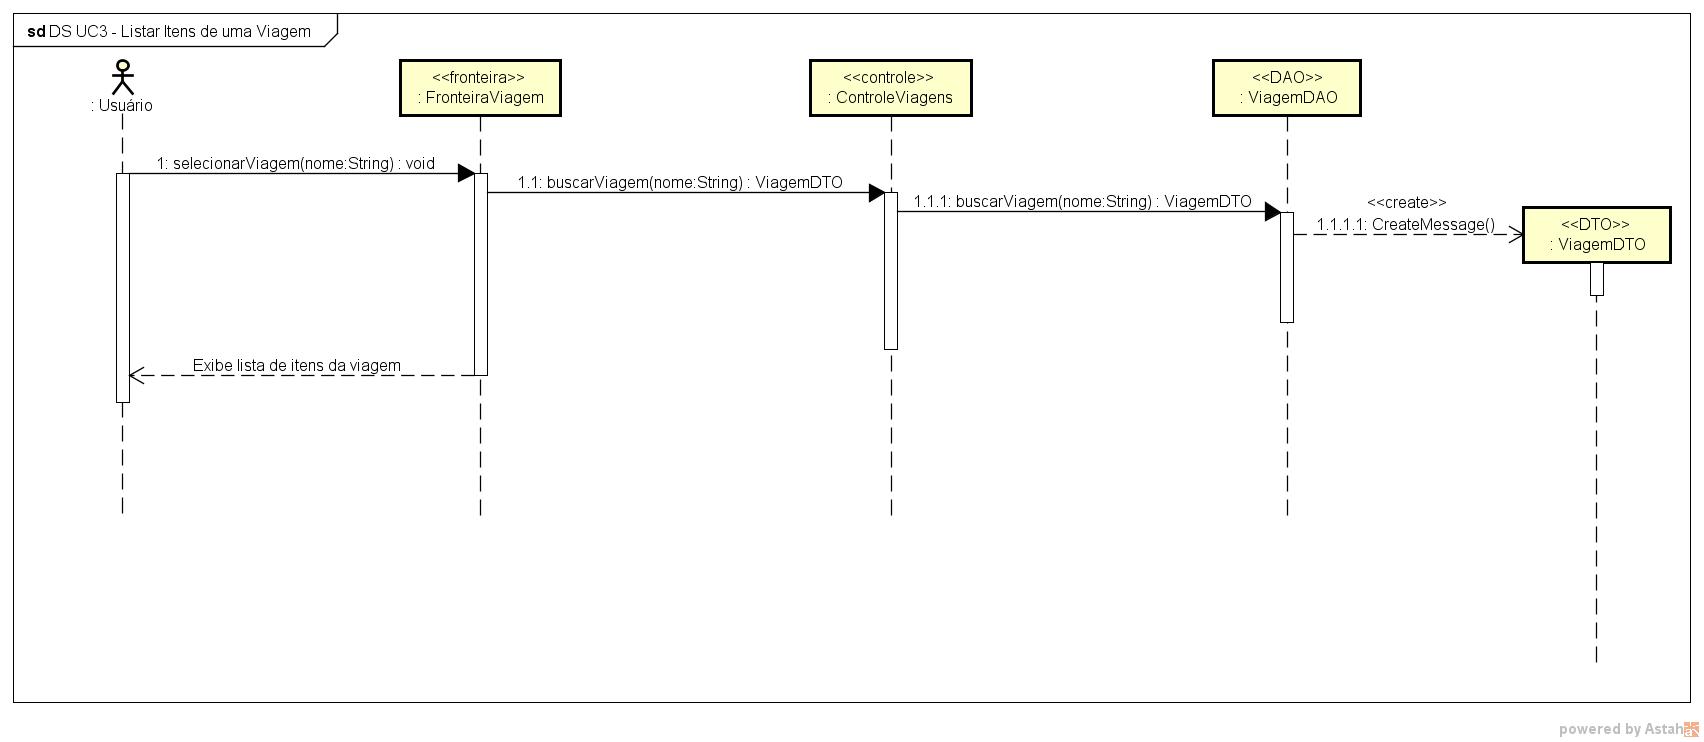 sd DS UC3 - Listar Itens de uma Viagem
: Usuário
<<fronteira>>
: FronteiraViagem
<<controle>>
: ControleViagens
<<DAO>>
: ViagemDAO
1: selecionarViagem(nome:String) : void
1.1: buscarViagem(nome:String) : ViagemDTO
1.1.1: buscarViagem(nome:String) : ViagemDTO
<<create>>
1.1.1.1: CreateMessage()
<<DTO>>
: ViagemDTO
Exibe lista de itens da viagem
powered by Astah